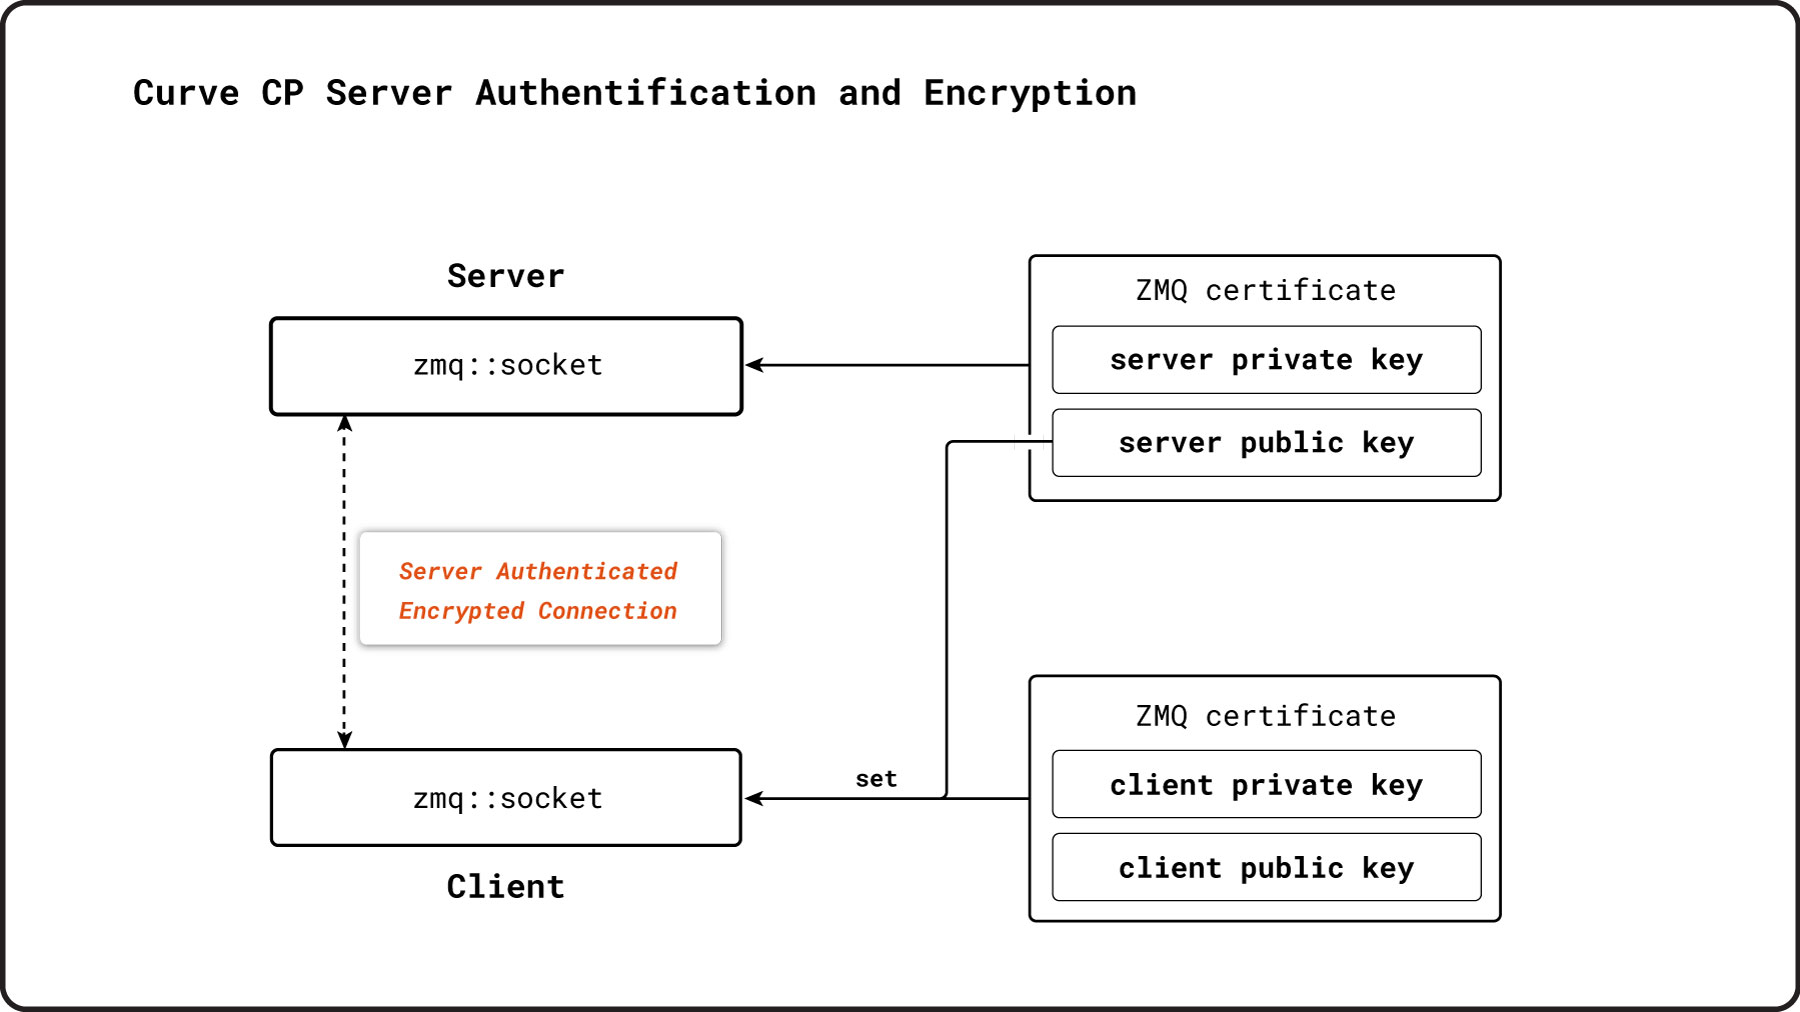 Curve CP Server Authentification and Encryption
Server
zmq::socket
ZMQ certificate
server private key
server public key
Server Authenticated
Encrypted Connection
set
zmq::socket
Client
ZMQ certificate
client private key
client public key